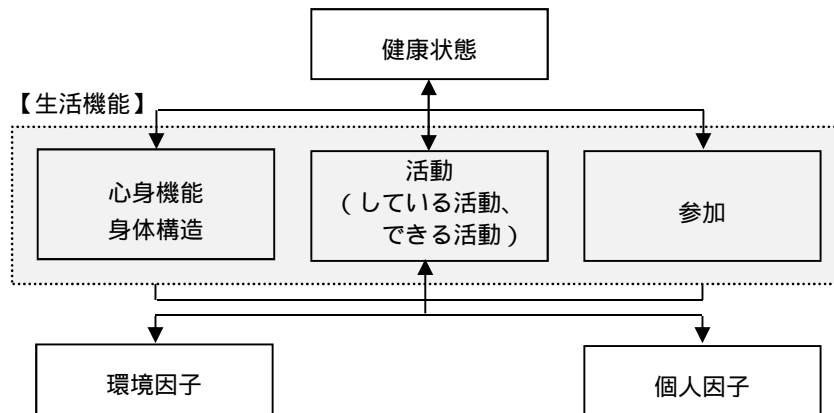 健康状態
【生活機能】
心身機能
身体構造
活動
(している活動、
できる活動)
参加
環境因子
個人因子